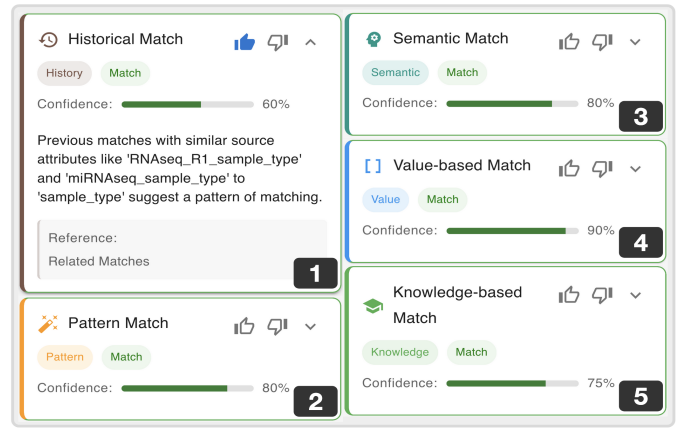 Historical Match
History Match
Confidence: 60%
Previous matches with similar source
attributes like 'RNAseq_R1_sample_type'
and 'miRNAseq_sample_type' to
'sample_type' suggest a pattern of matching.
Reference:
Related Matches
1
Pattern Match
Pattern Match
Confidence: 80%
2
Semantic Match
Semantic Match
Confidence: 80%
3
[ ] Value-based Match
Value Match
Confidence: 90%
4
Knowledge-based
Match
Knowledge Match
Confidence: 75%
5